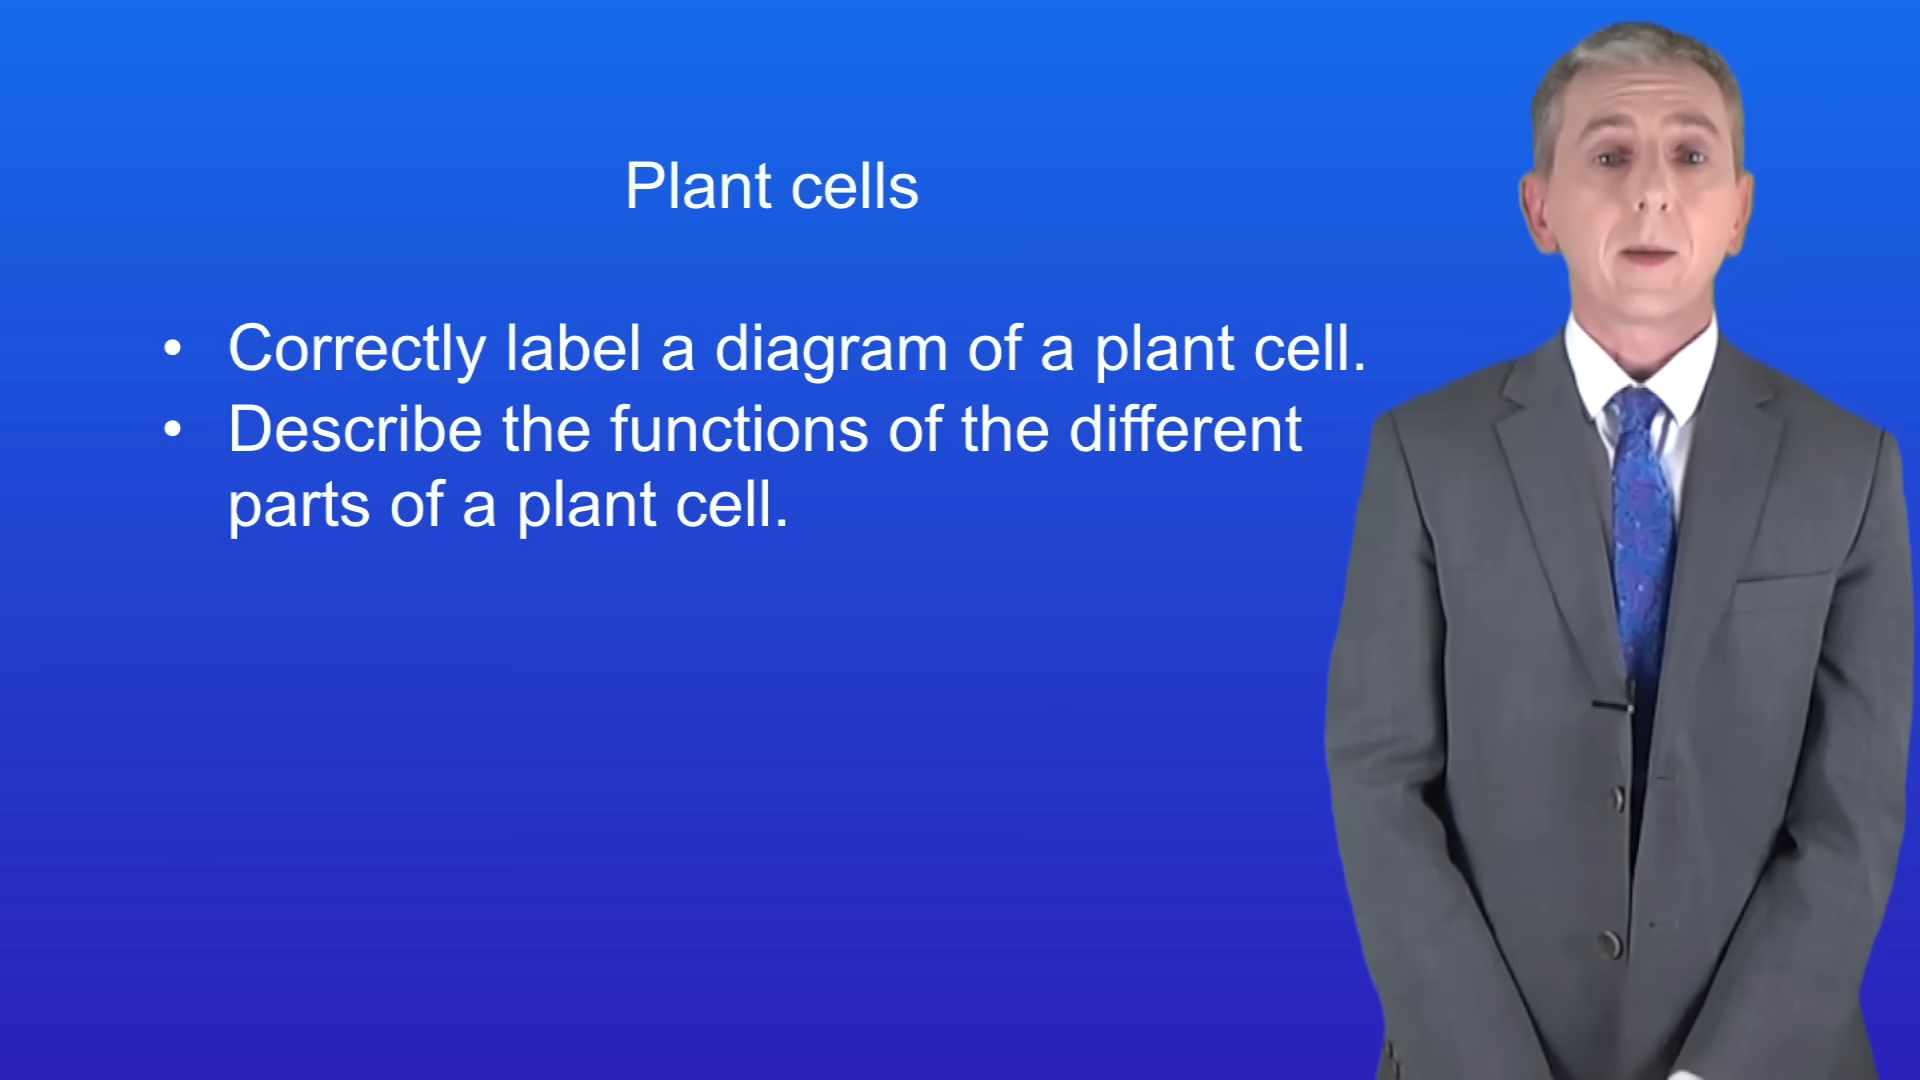 Plant cells
• Correctly label a diagram of a plant cell.
• Describe the functions of the different
parts of a plant cell.